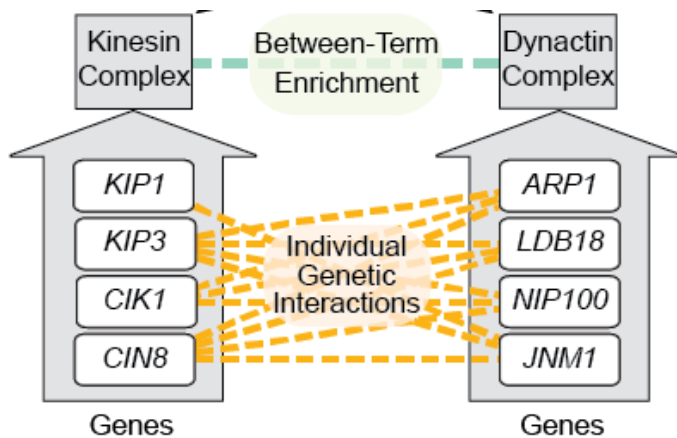 Kinesin
Complex
Between-Term
Enrichment
Dynactin
Complex
KIP1
KIP3
CIK1
CIN8
Individual
Genetic
Interactions
ARP1
LDB18
NIP100
JNM1
Genes
Genes